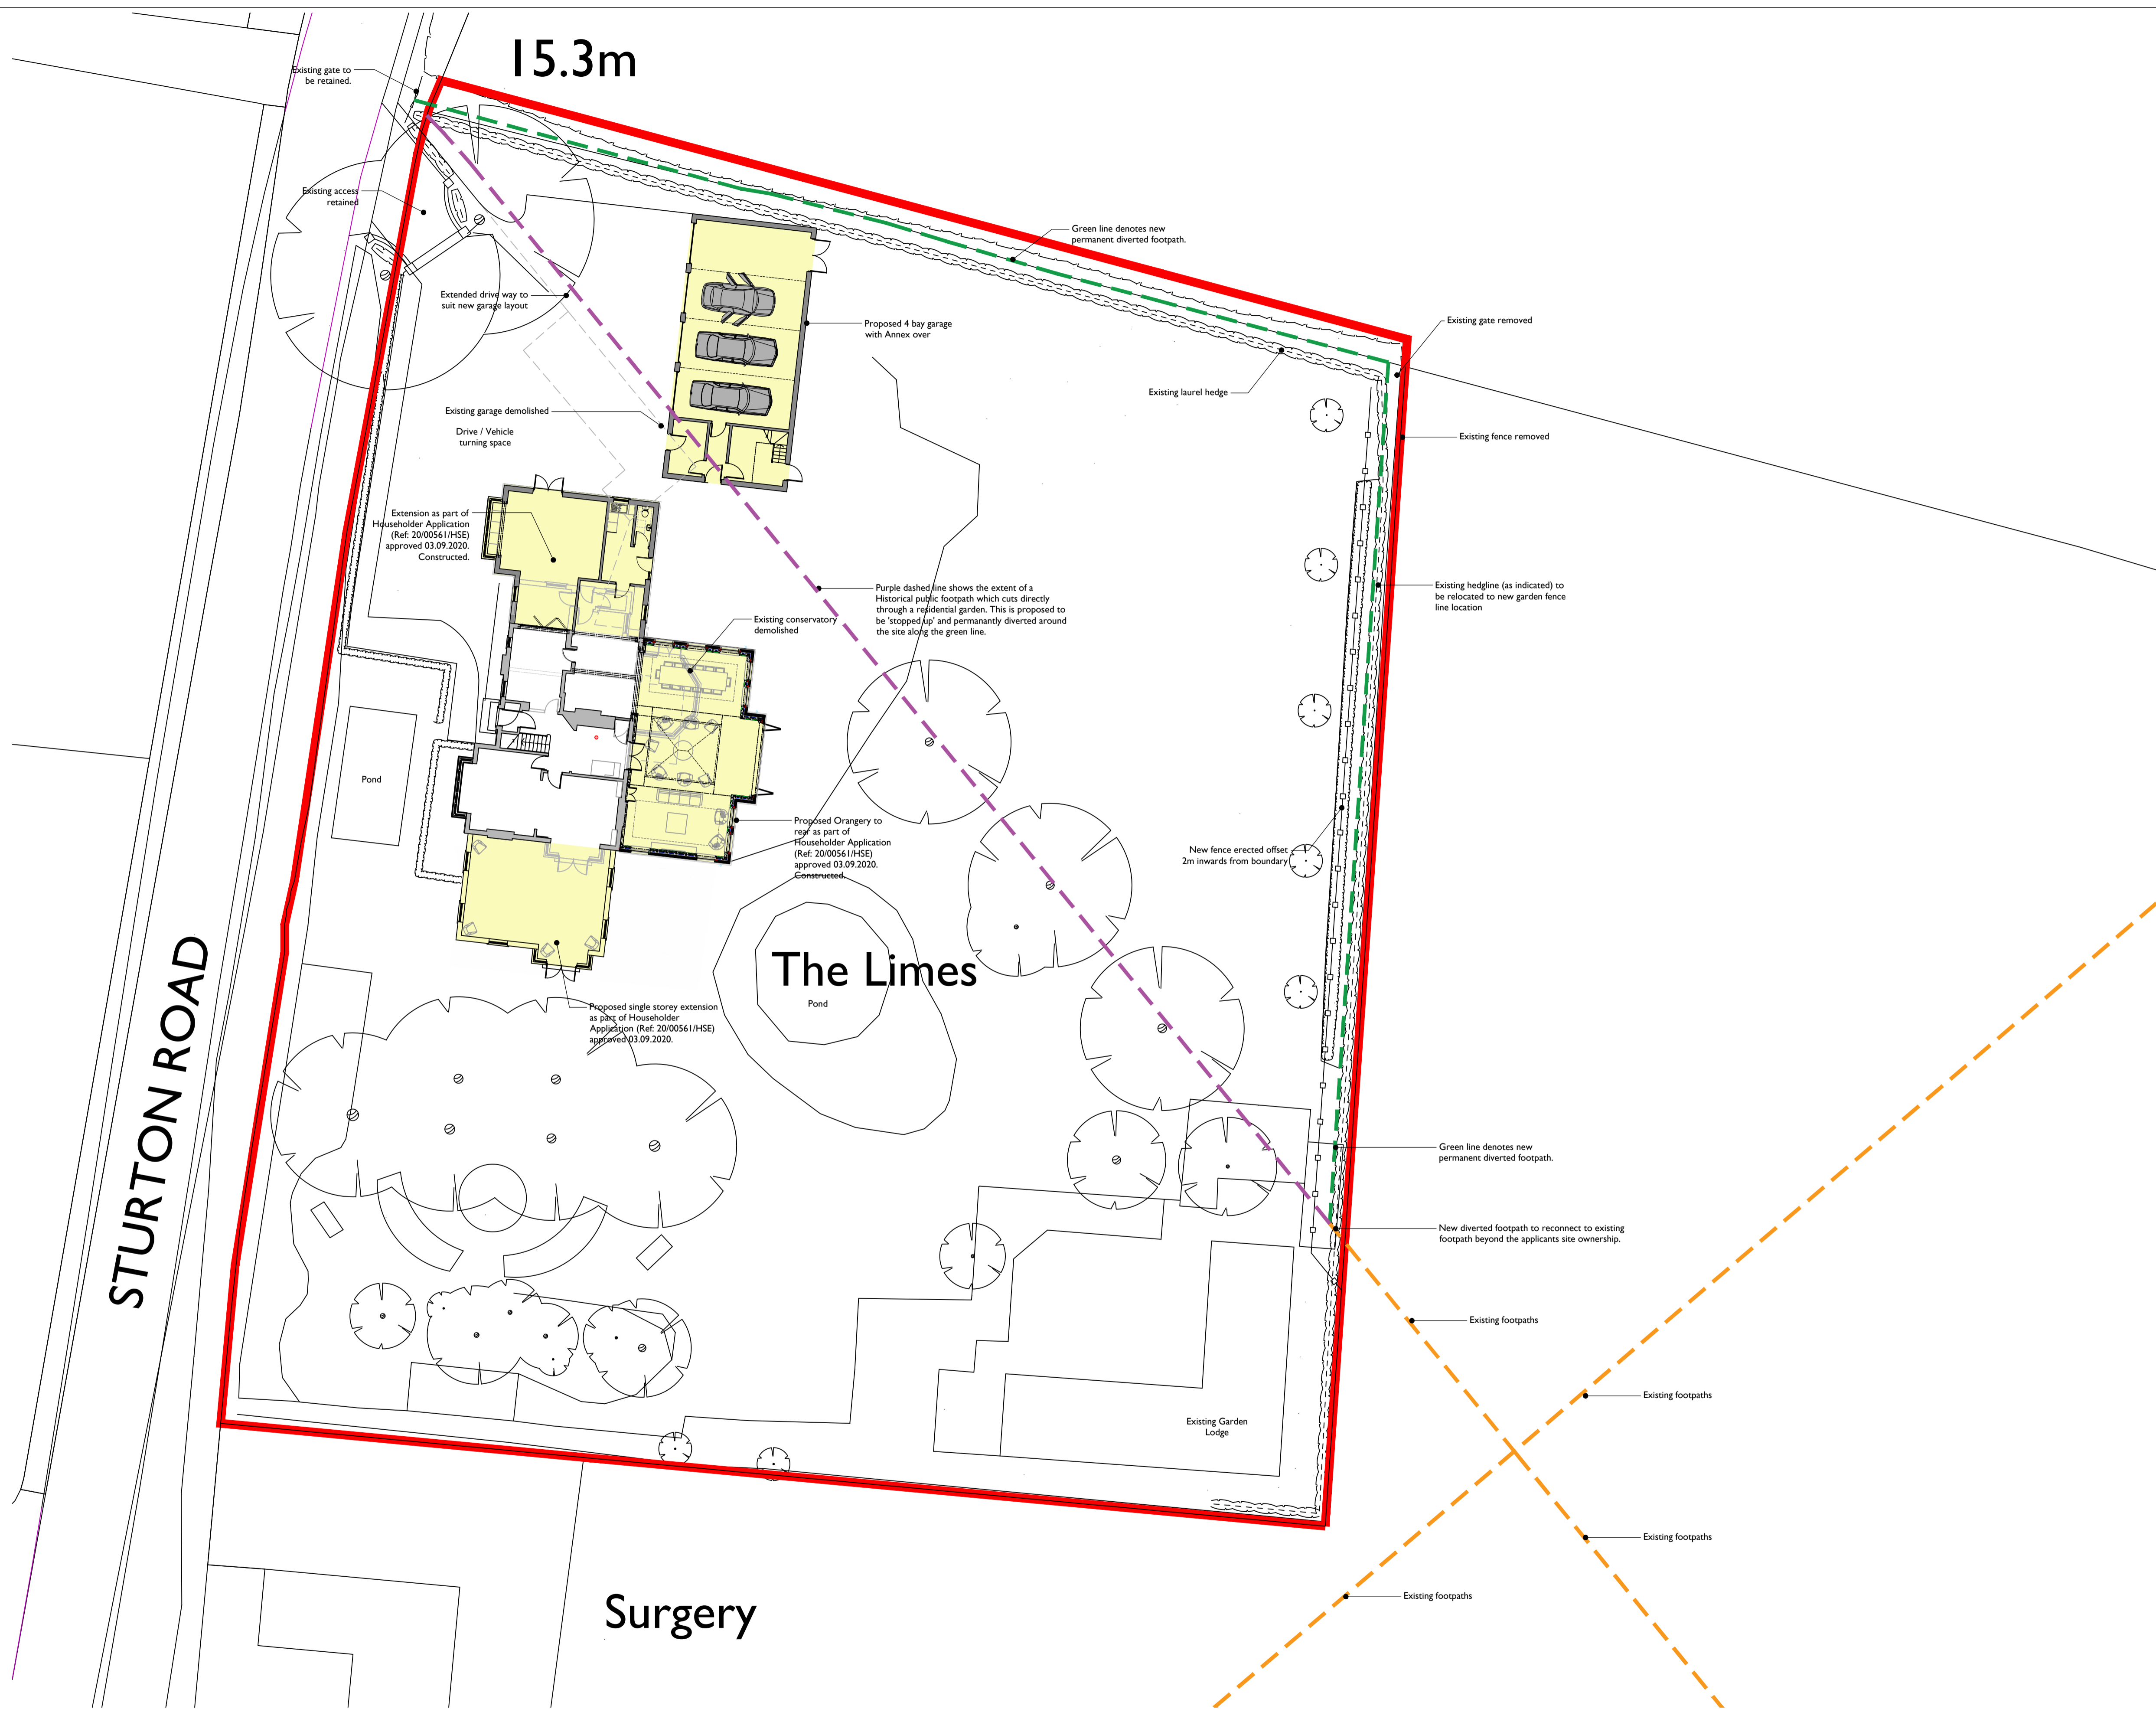 15.3m
Existing gate to
be retained.
Existing access
retained
Green line denotes new
permanent diverted footpath.
Extended drive way to
suit new garage layout
Proposed 4 bay garage
with Annex over
Existing gate removed
Existing laurel hedge
Existing garage demolished
Drive / Vehicle
turning space
Existing fence removed
Extension as part of
Householder Application
(Ref: 20/00561/HSE)
approved 03.09.2020.
Constructed.
Purple dashed line shows the extent of a
Historical public footpath which cuts directly
through a residential garden. This is proposed to
be 'stopped up' and permanantly diverted around
the site along the green line.
Existing hedgline (as indicated) to
be relocated to new garden fence
line location
Existing conservatory
demolished
Pond
Proposed Orangery to
rear as part of
Householder Application
(Ref: 20/00561/HSE)
approved 03.09.2020.
Constructed.
New fence erected offset
2m inwards from boundary
The Limes
Pond
Proposed single storey extension
as part of Householder
Application (Ref: 20/00561/HSE)
approved 03.09.2020.
STURTON ROAD
Green line denotes new
permanent diverted footpath.
New diverted footpath to reconnect to existing
footpath beyond the applicants site ownership.
Existing footpaths
Existing footpaths
Existing Garden
Lodge
Existing footpaths
Existing footpaths
Surgery